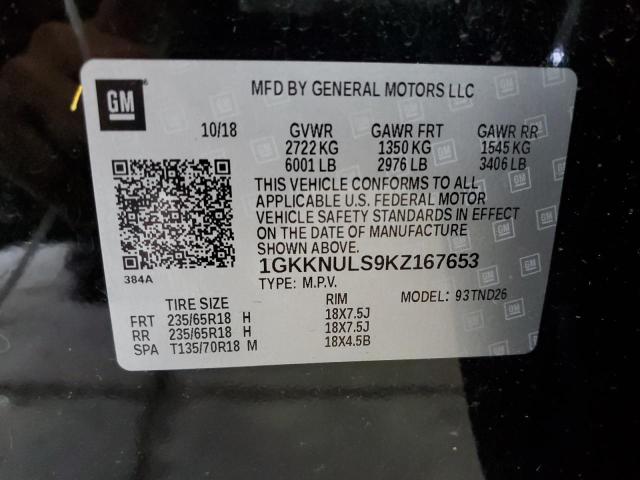 GM
MFD BY GENERAL MOTORS LLC
10/18 GVWR GAWR FRT GAWR RR
2722 KG 1350 KG 1545 KG
6001 LB 2976 LB 3406 LB
THIS VEHICLE CONFORMS TO ALL
APPLICABLE U.S. FEDERAL MOTOR
VEHICLE SAFETY STANDARDS IN EFFECT
ON THE DATE OF MANUFACTURE
SHOWN ABOVE.
1GKKNULS9KZ167653
384A
TYPE: M.P.V. MODEL: 93TND26
TIRE SIZE RIM
FRT 235/65R18 H 18X7.5J
RR 235/65R18 H 18X7.5J
SPA T135/70R18 M 18X4.5B